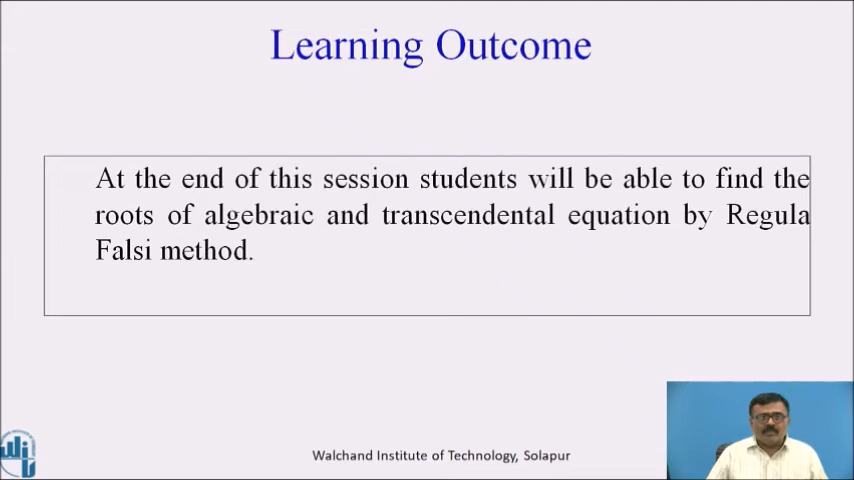 Learning Outcome
At the end of this session students will be able to find the
roots of algebraic and transcendental equation by Regula
Falsi method.
Walchand Institute of Technology, Solapur